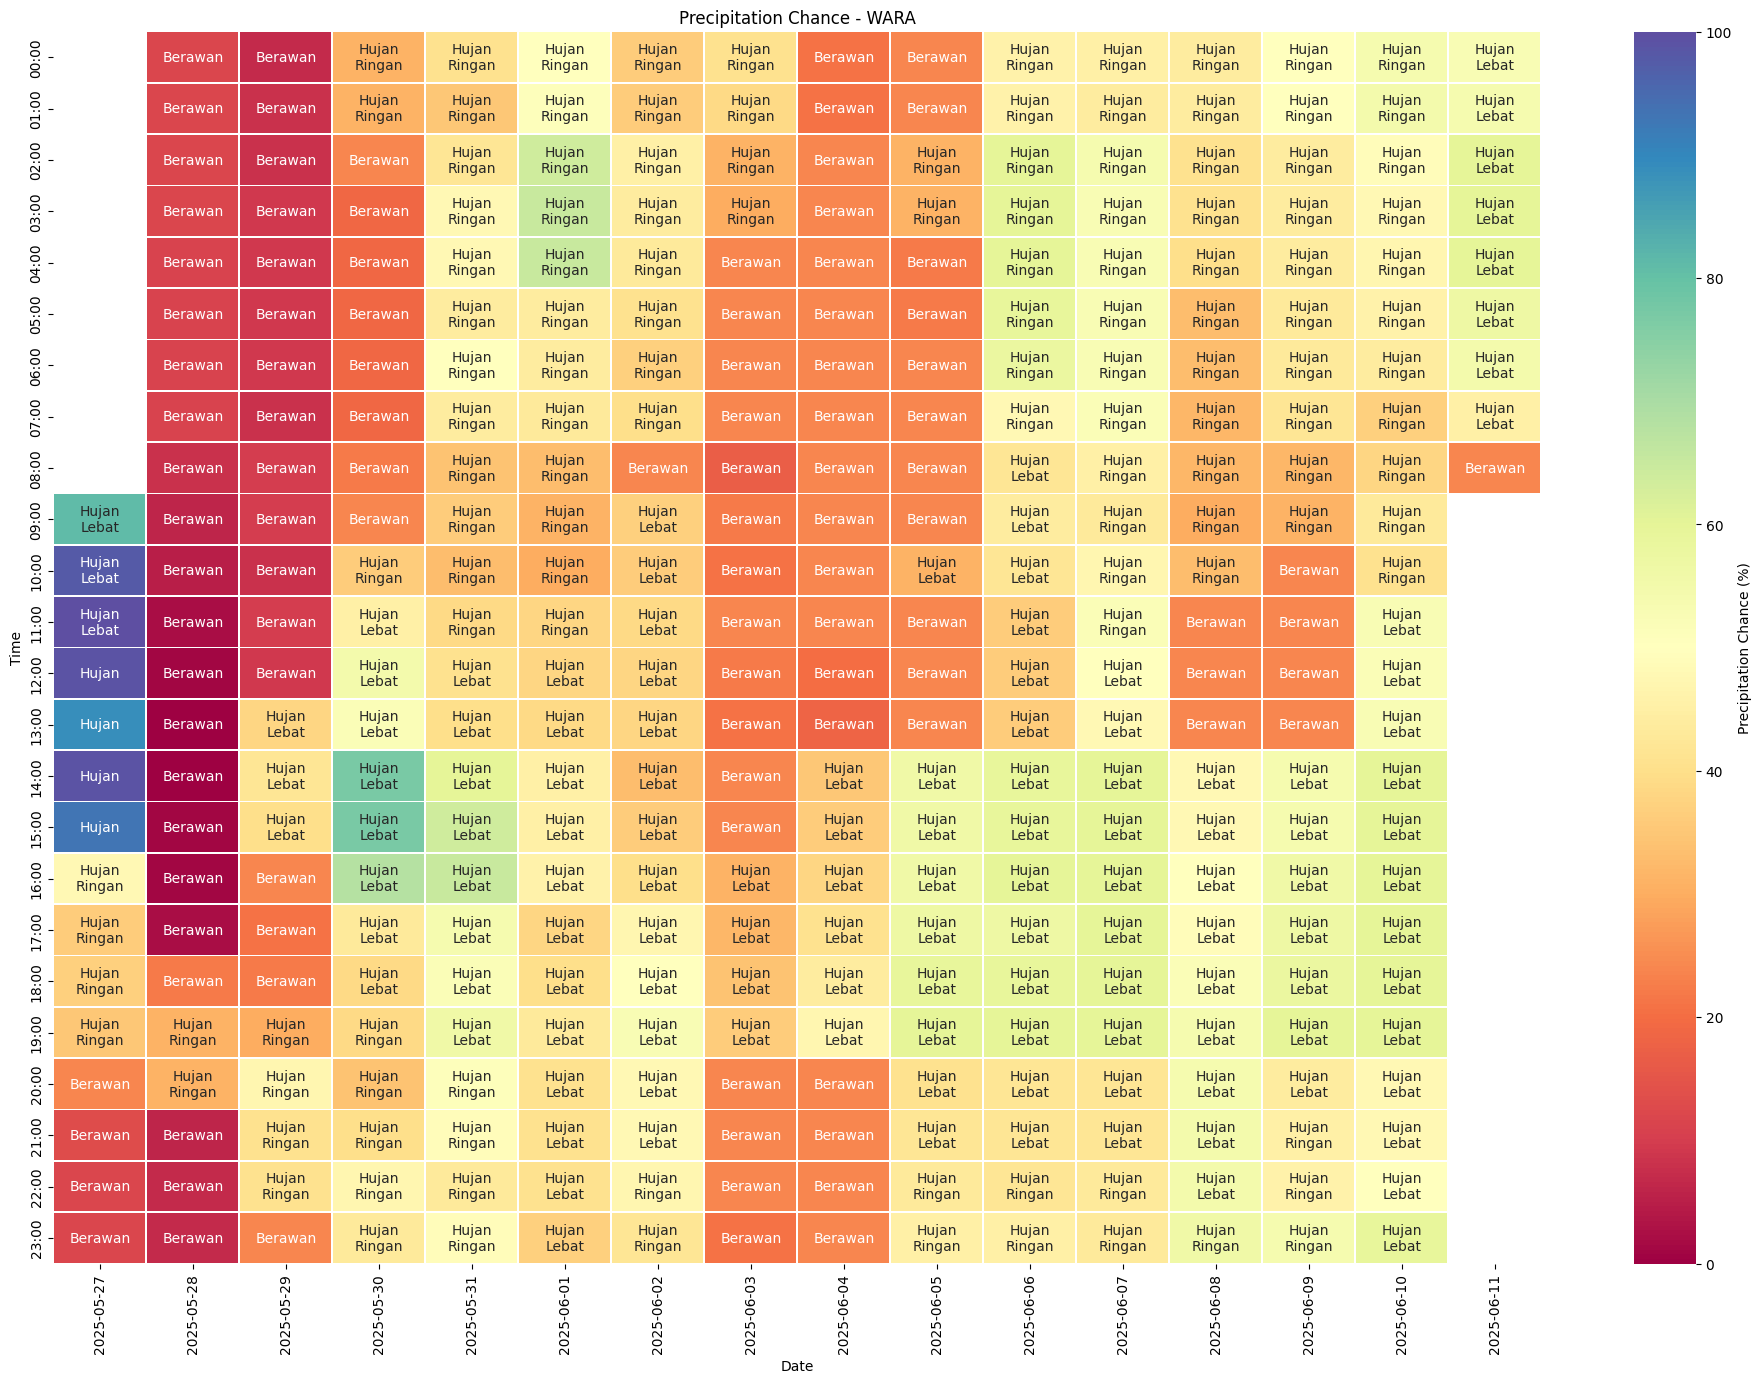 Precipitation Chance - WARA
Time
00:00 Berawan Berawan Hujan Ringan Hujan Ringan Hujan Ringan Hujan Ringan Hujan Ringan Berawan Berawan Hujan Ringan Hujan Ringan Hujan Ringan Hujan Ringan Hujan Ringan Hujan Lebat
01:00 Berawan Berawan Hujan Ringan Hujan Ringan Hujan Ringan Hujan Ringan Hujan Ringan Berawan Berawan Hujan Ringan Hujan Ringan Hujan Ringan Hujan Ringan Hujan Ringan Hujan Lebat
02:00 Berawan Berawan Berawan Hujan Ringan Hujan Ringan Hujan Ringan Hujan Ringan Berawan Hujan Ringan Hujan Ringan Hujan Ringan Hujan Ringan Hujan Ringan Hujan Ringan Hujan Lebat
03:00 Berawan Berawan Berawan Hujan Ringan Hujan Ringan Hujan Ringan Hujan Ringan Berawan Hujan Ringan Hujan Ringan Hujan Ringan Hujan Ringan Hujan Ringan Hujan Ringan Hujan Lebat
04:00 Berawan Berawan Berawan Hujan Ringan Hujan Ringan Hujan Ringan Berawan Berawan Berawan Hujan Ringan Hujan Ringan Hujan Ringan Hujan Ringan Hujan Ringan Hujan Lebat
05:00 Berawan Berawan Berawan Hujan Ringan Hujan Ringan Hujan Ringan Berawan Berawan Berawan Hujan Ringan Hujan Ringan Hujan Ringan Hujan Ringan Hujan Ringan Hujan Lebat
06:00 Berawan Berawan Berawan Hujan Ringan Hujan Ringan Hujan Ringan Berawan Berawan Berawan Hujan Ringan Hujan Ringan Hujan Ringan Hujan Ringan Hujan Ringan Hujan Lebat
07:00 Berawan Berawan Berawan Hujan Ringan Hujan Ringan Hujan Ringan Berawan Berawan Berawan Hujan Ringan Hujan Ringan Hujan Ringan Hujan Ringan Hujan Ringan Hujan Lebat
08:00 Berawan Berawan Berawan Hujan Ringan Hujan Ringan Berawan Berawan Berawan Berawan Hujan Lebat Hujan Ringan Hujan Ringan Hujan Ringan Hujan Ringan Berawan
09:00 Hujan Lebat Berawan Berawan Berawan Hujan Ringan Hujan Ringan Hujan Lebat Berawan Berawan Berawan Hujan Lebat Hujan Ringan Hujan Ringan Hujan Ringan Hujan Ringan
10:00 Hujan Lebat Berawan Berawan Hujan Ringan Hujan Ringan Hujan Ringan Hujan Lebat Berawan Berawan Hujan Lebat Hujan Lebat Hujan Ringan Hujan Ringan Berawan Hujan Ringan
11:00 Hujan Lebat Berawan Berawan Hujan Lebat Hujan Ringan Hujan Ringan Hujan Lebat Berawan Berawan Berawan Hujan Lebat Hujan Ringan Berawan Berawan Hujan Lebat
12:00 Hujan Berawan Berawan Hujan Lebat Hujan Lebat Hujan Lebat Hujan Lebat Berawan Berawan Berawan Hujan Lebat Hujan Lebat Berawan Berawan Hujan Lebat
13:00 Hujan Berawan Hujan Lebat Hujan Lebat Hujan Lebat Hujan Lebat Hujan Lebat Berawan Berawan Berawan Hujan Lebat Hujan Lebat Berawan Berawan Hujan Lebat
14:00 Hujan Berawan Hujan Lebat Hujan Lebat Hujan Lebat Hujan Lebat Hujan Lebat Berawan Hujan Lebat Hujan Lebat Hujan Lebat Hujan Lebat Hujan Lebat Hujan Lebat Hujan Lebat
15:00 Hujan Berawan Hujan Lebat Hujan Lebat Hujan Lebat Hujan Lebat Hujan Lebat Berawan Hujan Lebat Hujan Lebat Hujan Lebat Hujan Lebat Hujan Lebat Hujan Lebat Hujan Lebat
16:00 Hujan Ringan Berawan Berawan Hujan Lebat Hujan Lebat Hujan Lebat Hujan Lebat Hujan Lebat Hujan Lebat Hujan Lebat Hujan Lebat Hujan Lebat Hujan Lebat Hujan Lebat Hujan Lebat
17:00 Hujan Ringan Berawan Berawan Hujan Lebat Hujan Lebat Hujan Lebat Hujan Lebat Hujan Lebat Hujan Lebat Hujan Lebat Hujan Lebat Hujan Lebat Hujan Lebat Hujan Lebat Hujan Lebat
18:00 Hujan Ringan Berawan Berawan Hujan Lebat Hujan Lebat Hujan Lebat Hujan Lebat Hujan Lebat Hujan Lebat Hujan Lebat Hujan Lebat Hujan Lebat Hujan Lebat Hujan Lebat Hujan Lebat
19:00 Hujan Ringan Hujan Ringan Hujan Ringan Hujan Ringan Hujan Lebat Hujan Lebat Hujan Lebat Hujan Lebat Hujan Lebat Hujan Lebat Hujan Lebat Hujan Lebat Hujan Lebat Hujan Lebat Hujan Lebat
20:00 Berawan Hujan Ringan Hujan Ringan Hujan Ringan Hujan Ringan Hujan Lebat Hujan Lebat Berawan Berawan Hujan Lebat Hujan Lebat Hujan Lebat Hujan Lebat Hujan Lebat Hujan Lebat
21:00 Berawan Berawan Hujan Ringan Hujan Ringan Hujan Ringan Hujan Lebat Hujan Lebat Berawan Berawan Hujan Lebat Hujan Lebat Hujan Lebat Hujan Lebat Hujan Ringan Hujan Lebat
22:00 Berawan Berawan Hujan Ringan Hujan Ringan Hujan Ringan Hujan Lebat Hujan Ringan Berawan Berawan Hujan Ringan Hujan Ringan Hujan Ringan Hujan Lebat Hujan Ringan Hujan Lebat
23:00 Berawan Berawan Berawan Hujan Ringan Hujan Ringan Hujan Lebat Hujan Ringan Berawan Berawan Hujan Ringan Hujan Ringan Hujan Ringan Hujan Ringan Hujan Ringan Hujan Lebat
2025-05-27 2025-05-28 2025-05-29 2025-05-30 2025-05-31 2025-06-01 2025-06-02 2025-06-03 2025-06-04 2025-06-05 2025-06-06 2025-06-07 2025-06-08 2025-06-09 2025-06-10 2025-06-11
Date
100
80
60
40
20
0
Precipitation Chance (%)